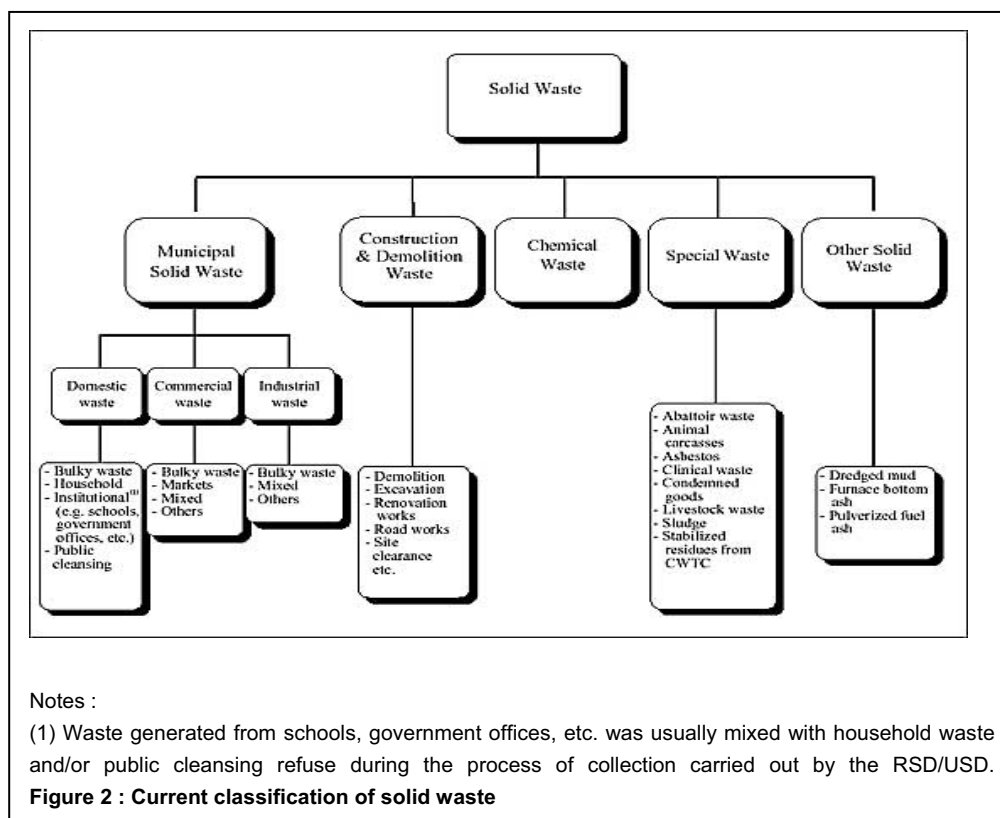 Solid Waste
Municipal
Solid Waste
Construction
& Demolition
Waste
Chemical
Waste
Special Waste
Other Solid
Waste
Domestic
waste
Commercial
waste
Industrial
waste
- Bulky waste
- Household
- Institutional(1)
(e.g. schools,
government
offices, etc.)
- Public
cleansing
- Bulky waste
- Markets
- Mixed
- Others
- Bulky waste
- Mixed
- Others
- Demolition
- Excavation
- Renovation
works
- Road works
- Site
clearance
etc.
- Abattoir waste
- Animal
carcasses
- Asbestos
- Clinical waste
- Condemned
goods
- Livestock waste
- Sludge
- Stabilized
residues from
CWTC
- Dredged mud
- Furnace bottom
ash
- Pulverized fuel
ash
Notes :
(1) Waste generated from schools, government offices, etc. was usually mixed with household waste
and/or public cleansing refuse during the process of collection carried out by the RSD/USD.
Figure 2 : Current classification of solid waste